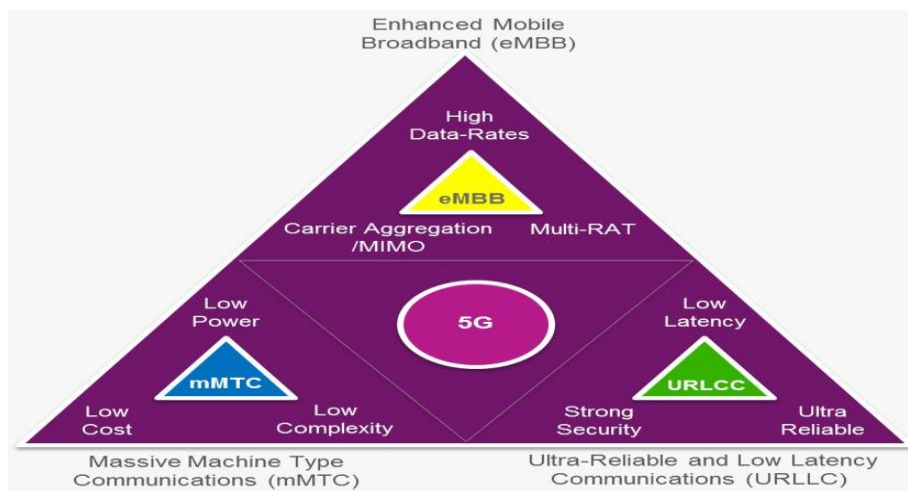 Enhanced Mobile
Broadband (eMBB)
High
Data-Rates
eMBB
Carrier Aggregation
/MIMO
Multi-RAT
Low
Power
5G
Low
Latency
mMTC
URLCC
Low
Cost
Low
Complexity
Strong
Security
Ultra
Reliable
Massive Machine Type
Communications (mMTC)
Ultra-Reliable and Low Latency
Communications (URLLC)